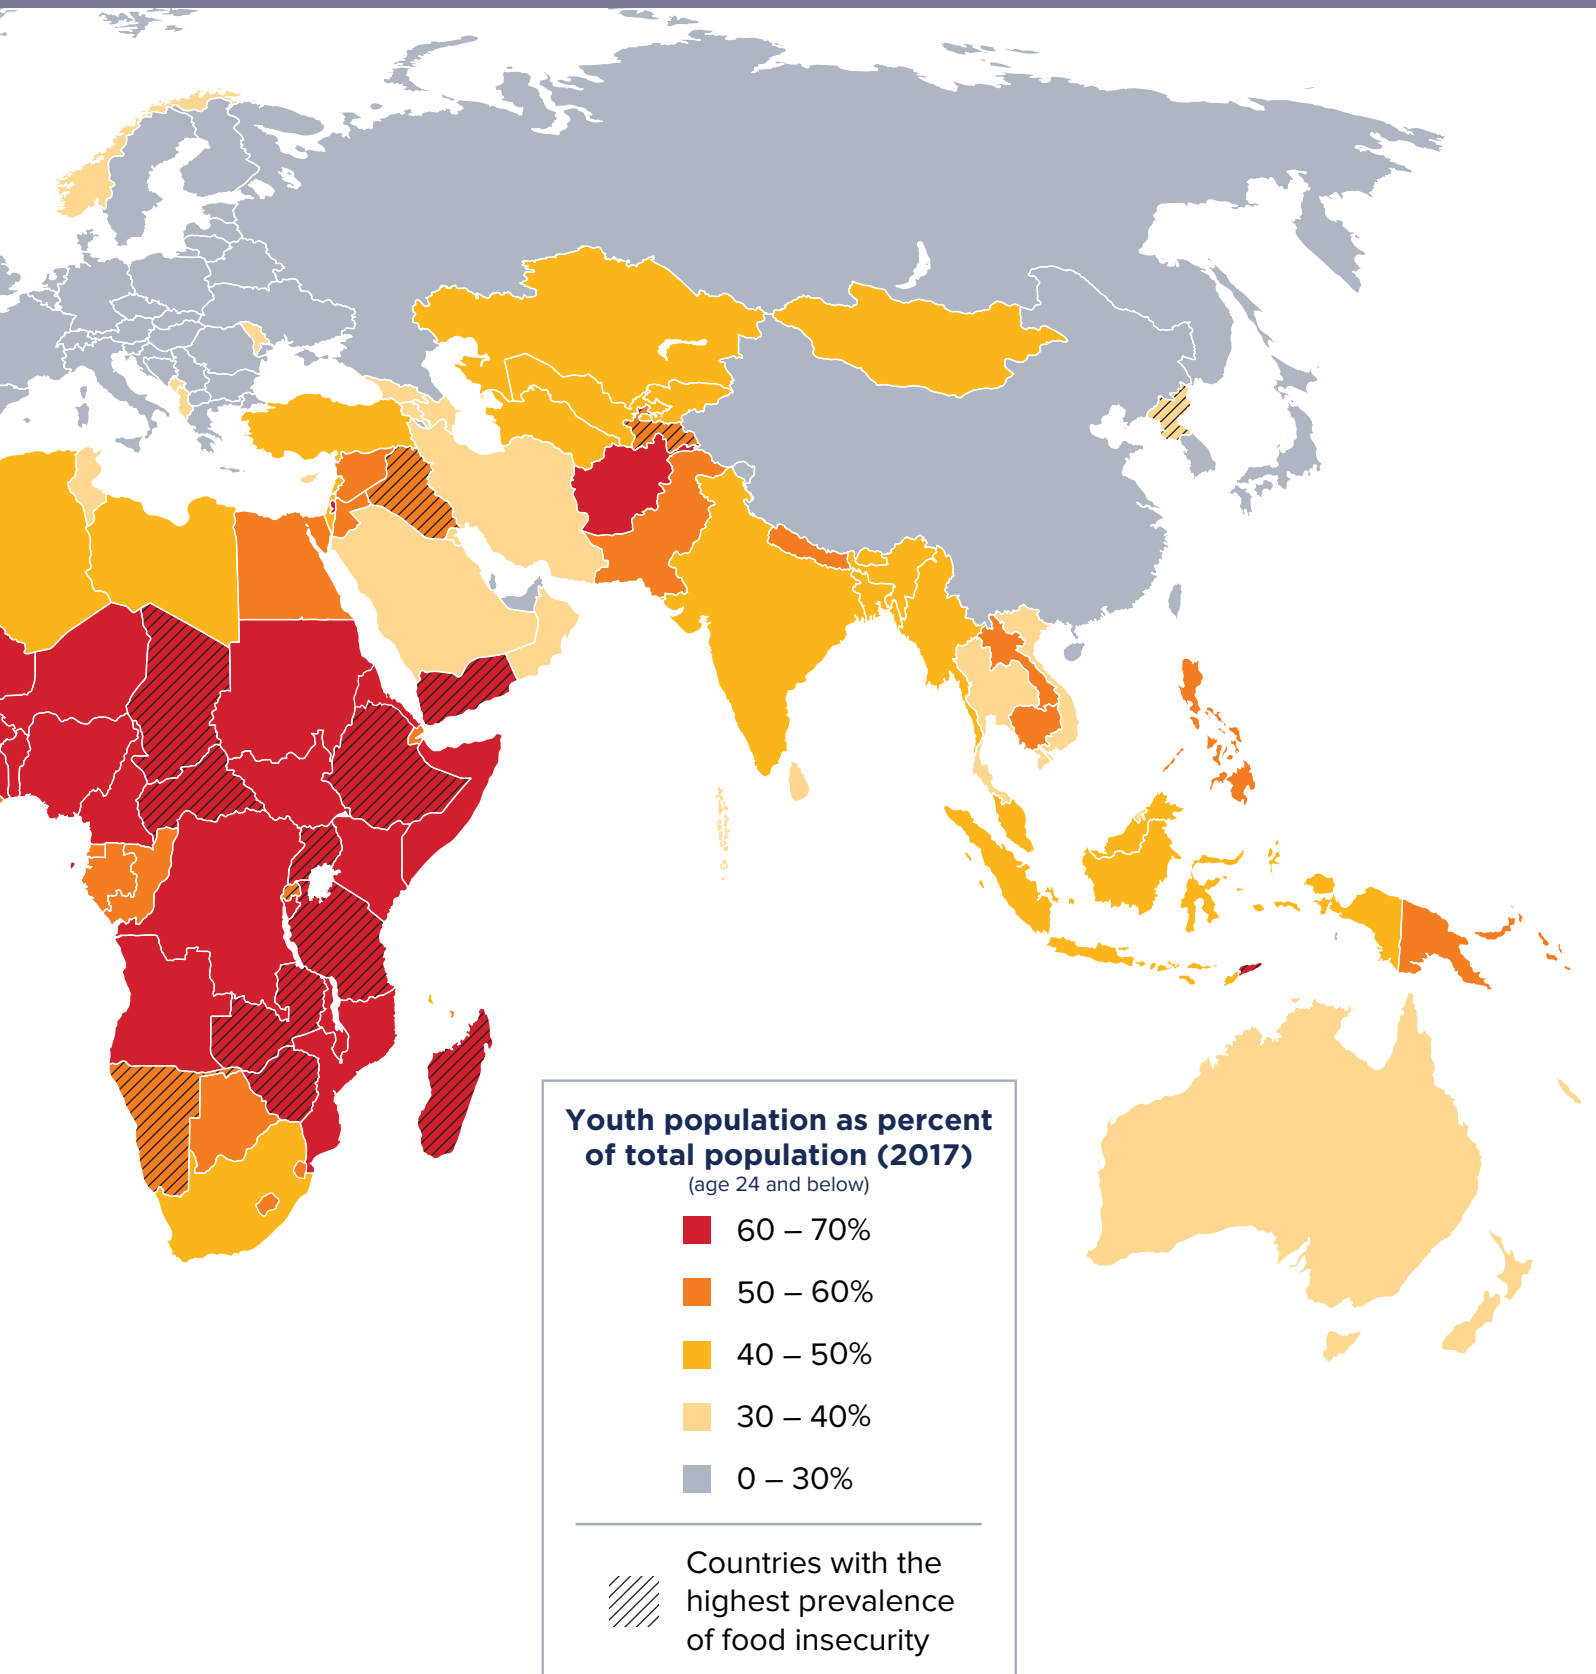 Youth population as percent
of total population (2017)
(age 24 and below)
60 – 70%
50 – 60%
40 – 50%
30 – 40%
0 – 30%
Countries with the
highest prevalence
of food insecurity